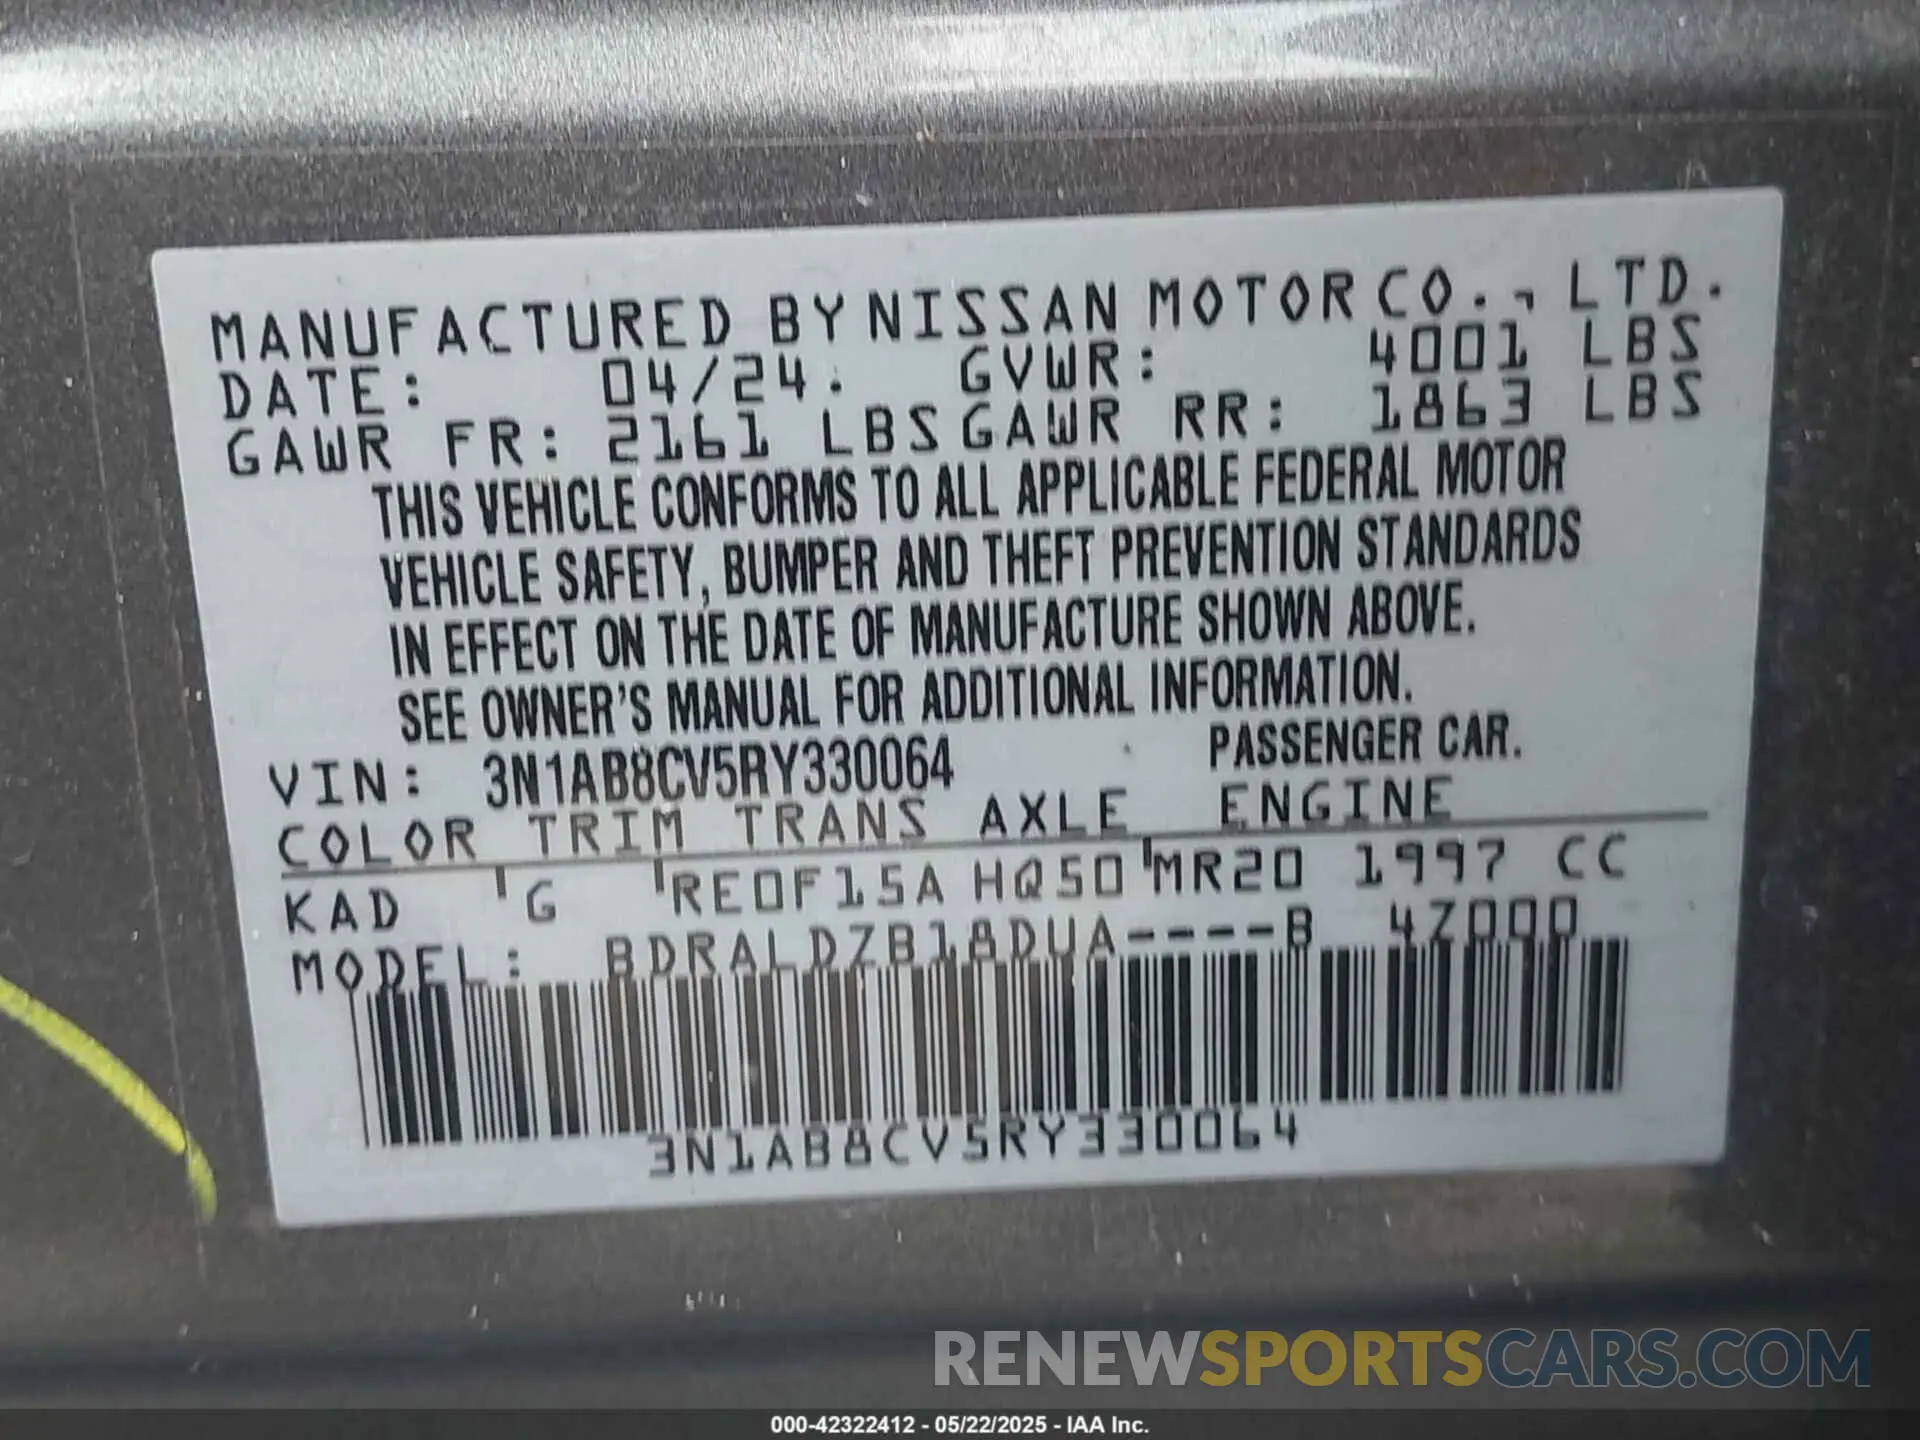 MANUFACTURED BY NISSAN MOTOR CO., LTD.
DATE: 04/24. GVWR: 4001 LBS
GAWR FR: 2161 LBS GAWR RR: 1863 LBS
THIS VEHICLE CONFORMS TO ALL APPLICABLE FEDERAL MOTOR
VEHICLE SAFETY, BUMPER AND THEFT PREVENTION STANDARDS
IN EFFECT ON THE DATE OF MANUFACTURE SHOWN ABOVE.
SEE OWNER'S MANUAL FOR ADDITIONAL INFORMATION.
VIN: 3N1AB8CV5RY330064 PASSENGER CAR.
COLOR TRIM TRANS AXLE ENGINE
KAD G RE0F15A HQ50 MR20 1997 CC
MODEL: BDRALDZB18DUA----B 4Z000
3N1AB8CV5RY330064
RENEWSPORTSCARS.COM
000-42322412 - 05/22/2025 - IAA Inc.